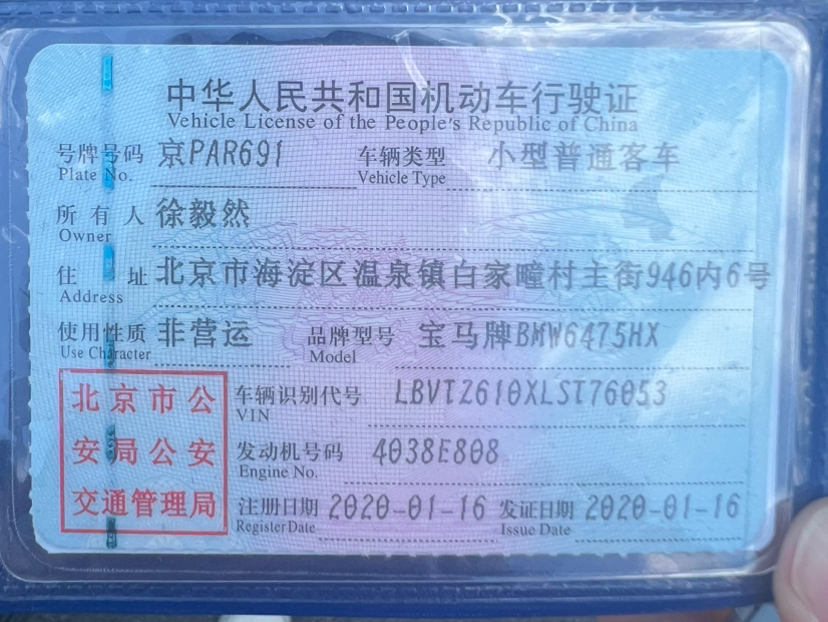 中华人民共和国机动车行驶证
Vehicle License of the People's Republic of China
号牌号码 京PAR691 车辆类型 小型普通客车
Plate No. Vehicle Type
所有人 徐毅然
Owner
住址 北京市海淀区温泉镇白家疃村主街946内6号
Address
使用性质 非营运 品牌型号 宝马牌BMW6475HX
Use Character Model
北京市公安局公安交通管理局
车辆识别代号 LBVTZ610XLST76053
VIN
发动机号码 4038E808
Engine No.
注册日期 2020-01-16 发证日期 2020-01-16
Register Date Issue Date